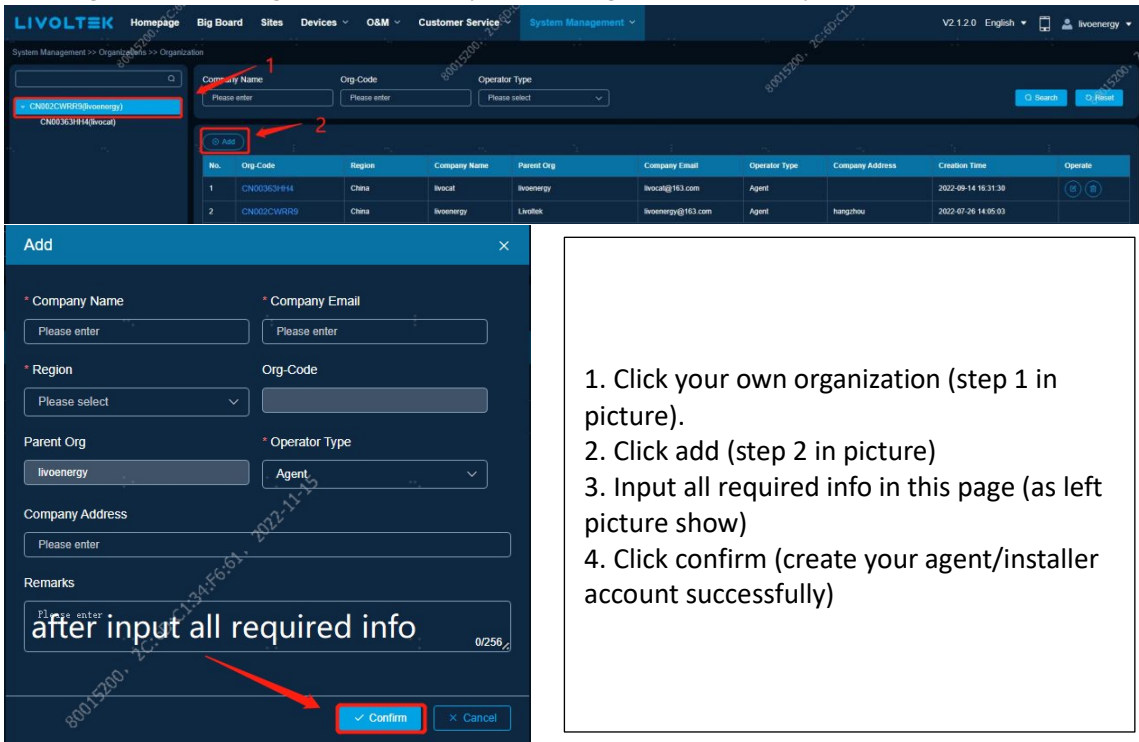 LIVOLTEK Homepage Big Board Sites Devices O&M Customer Service System Management V2.1.2.0 English livoenergy
System Management >> Organizations >> Organization
1
Company Name Org-Code Operator Type
Please enter Please enter Please select Search Reset
CN002CWRR9(livoenergy)
CN00363HH4(livocat)
2
Add
No. Org-Code Region Company Name Parent Org Company Email Operator Type Company Address Creation Time Operate
1 CN00363HH4 China livocat livoenergy livocat@163.com Agent 2022-09-14 16:31:30
2 CN002CWRR9 China livoenergy Livoltek livoenergy@163.com Agent hangzhou 2022-07-26 14:05:03
Add
* Company Name * Company Email
Please enter Please enter
* Region Org-Code
Please select
Parent Org * Operator Type
livoenergy Agent
Company Address
Please enter
Remarks
Please enter
after input all required info
0/256
Confirm Cancel
1. Click your own organization (step 1 in
picture).
2. Click add (step 2 in picture)
3. Input all required info in this page (as left
picture show)
4. Click confirm (create your agent/installer
account successfully)